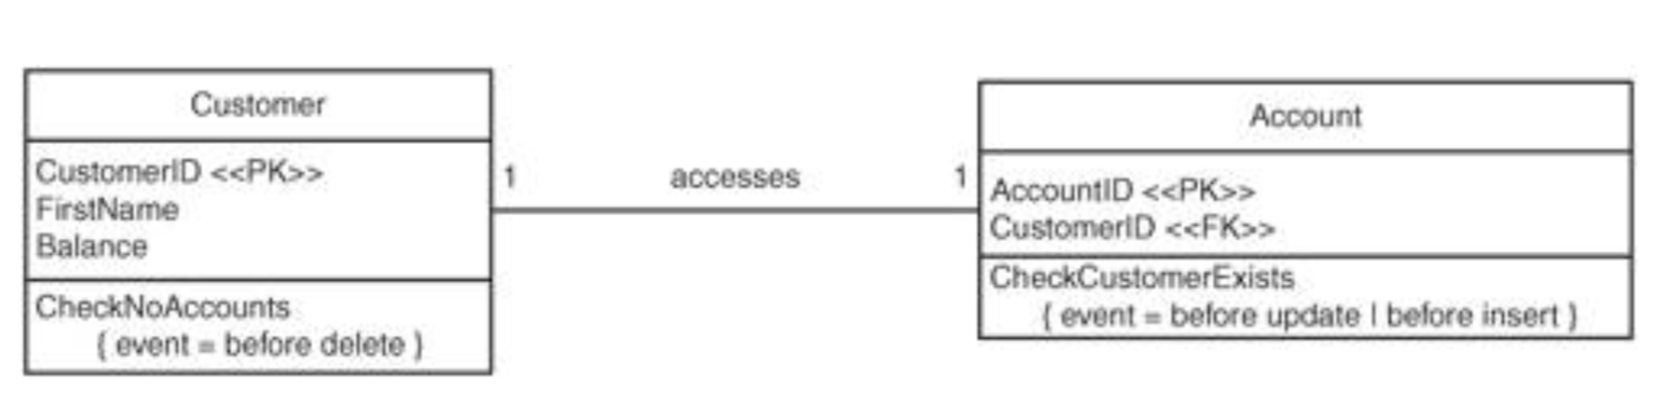 Customer
CustomerID <<PK>>
FirstName
Balance
CheckNoAccounts
{ event = before delete }
1
accesses
1
Account
AccountID <<PK>>
CustomerID <<FK>>
CheckCustomerExists
{ event = before update | before insert }